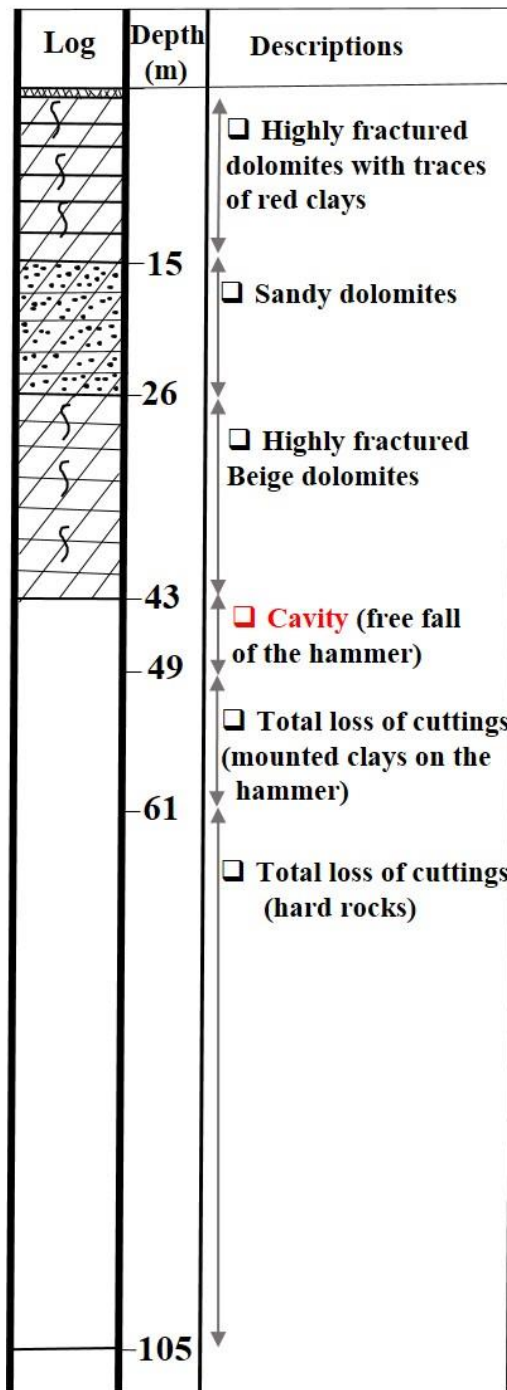 Log
Depth
(m)
Descriptions
❑ Highly fractured
dolomites with traces
of red clays
15
❑ Sandy dolomites
26
❑ Highly fractured
Beige dolomites
43
❑ Cavity (free fall
of the hammer)
49
❑ Total loss of cuttings
(mounted clays on the
hammer)
61
❑ Total loss of cuttings
(hard rocks)
105